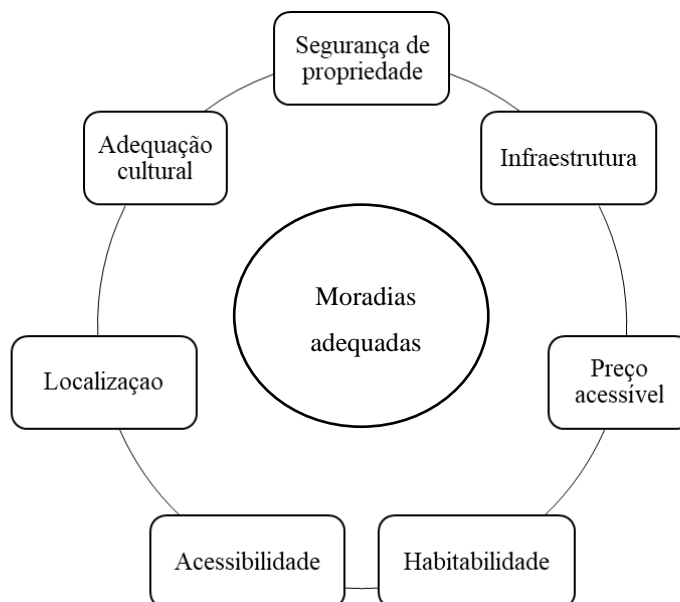 Segurança de
propriedade
Adequação
cultural
Infraestrutura
Moradias
adequadas
Localizaçao
Preço
acessível
Acessibilidade
Habitabilidade